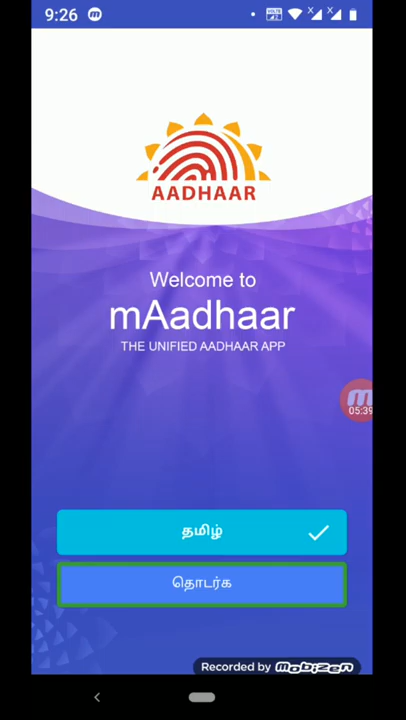 9:26
AADHAAR
Welcome to
mAadhaar
THE UNIFIED AADHAAR APP
05:39
தமிழ்
தொடர்க
Recorded by mobizen